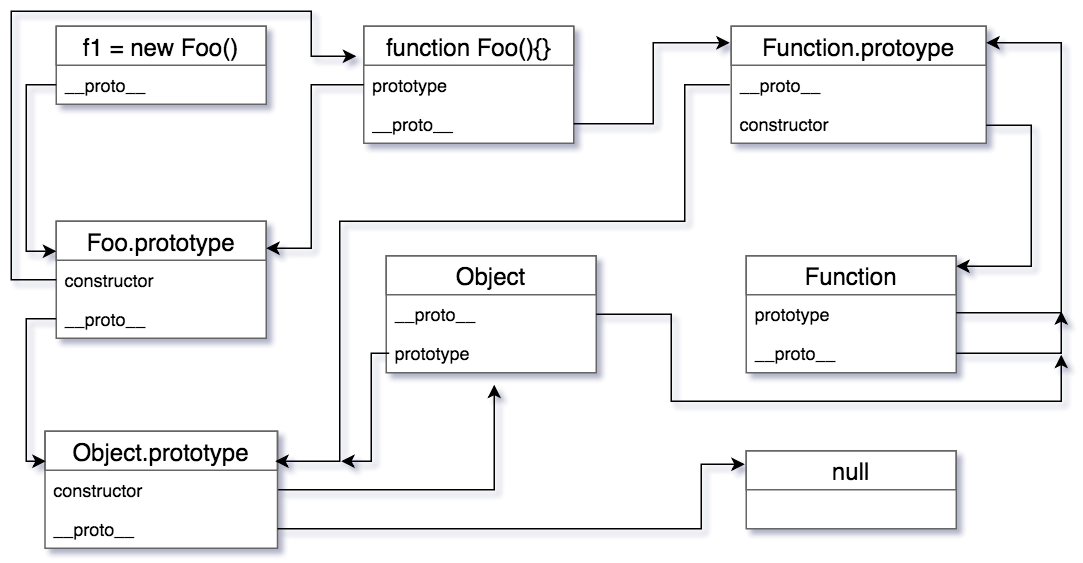 f1 = new Foo()
__proto__
function Foo(){}
prototype
__proto__
Function.protoype
__proto__
constructor
Foo.prototype
constructor
__proto__
Object
__proto__
prototype
Function
prototype
__proto__
Object.prototype
constructor
__proto__
null